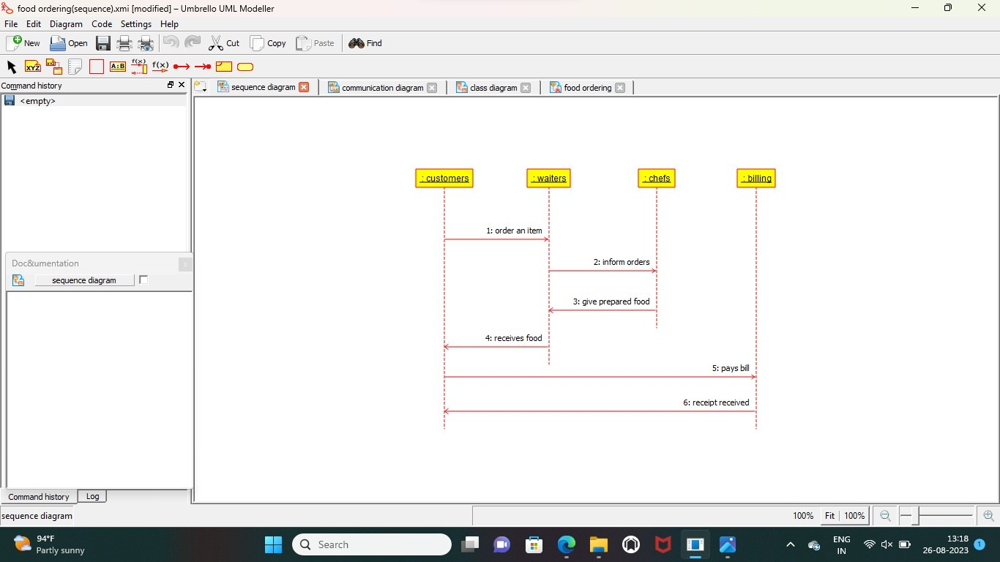 food ordering(sequence).xmi [modified] – Umbrello UML Modeller
File Edit Diagram Code Settings Help
New Open Cut Copy Paste Find
XYZ XYZ A:B f(x) f(x)
Command history
<empty>
sequence diagram communication diagram class diagram food ordering
: customers : waiters : chefs : billing
1: order an item
2: inform orders
3: give prepared food
4: receives food
5: pays bill
6: receipt received
Doc&umentation
sequence diagram
Command history Log
sequence diagram
100% Fit 100%
94°F
Partly sunny
Search
ENG
IN
13:18
26-08-2023
1